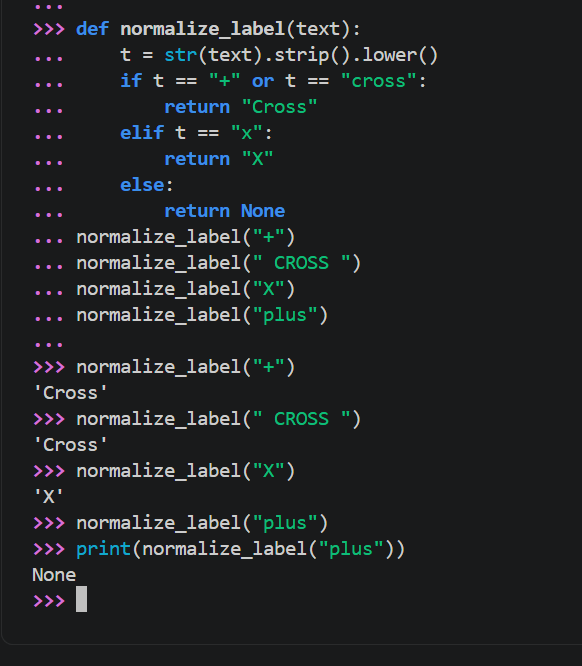 ...
>>> def normalize_label(text):
...     t = str(text).strip().lower()
...     if t == "+" or t == "cross":
...         return "Cross"
...     elif t == "x":
...         return "X"
...     else:
...         return None
... normalize_label("+")
... normalize_label(" CROSS ")
... normalize_label("X")
... normalize_label("plus")
...
>>> normalize_label("+")
'Cross'
>>> normalize_label(" CROSS ")
'Cross'
>>> normalize_label("X")
'X'
>>> normalize_label("plus")
>>> print(normalize_label("plus"))
None
>>>